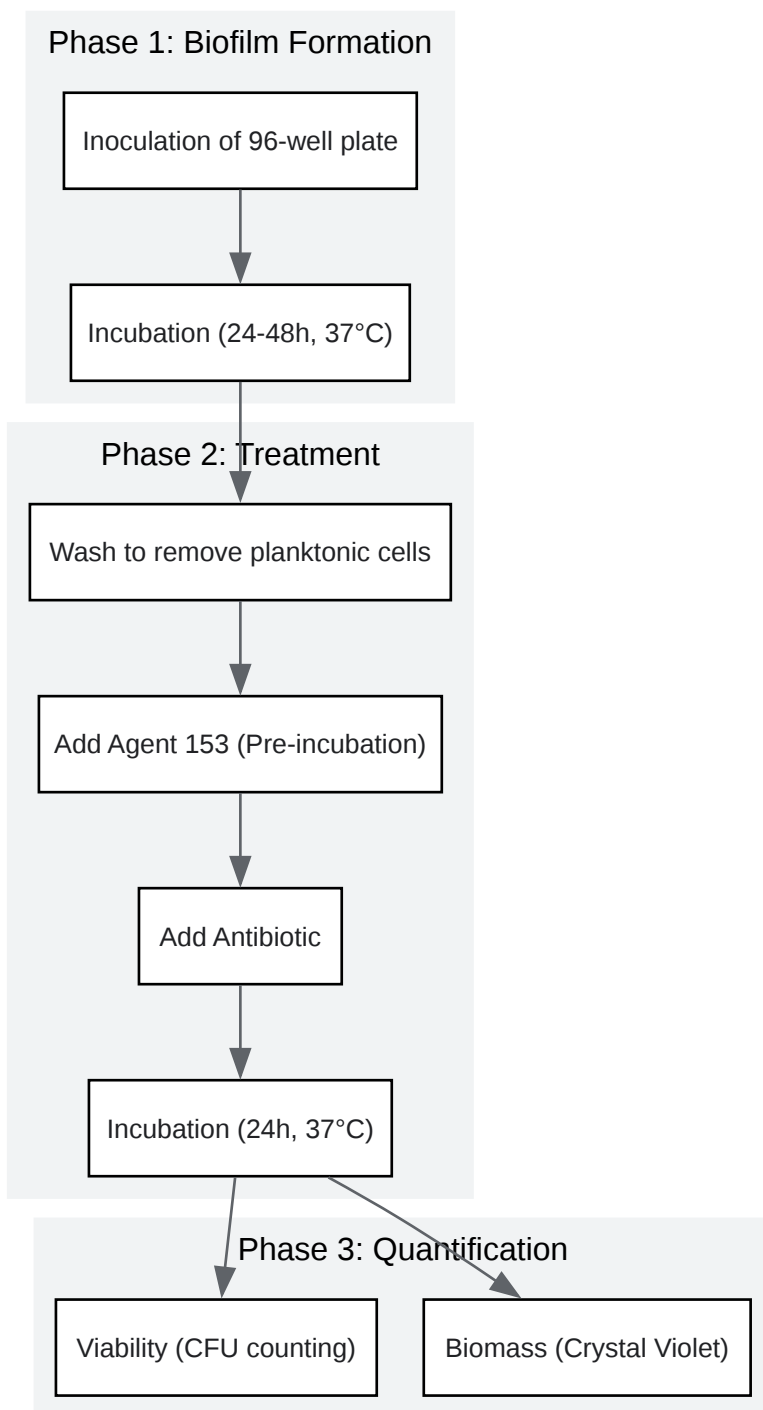 Phase 1: Biofilm Formation
Inoculation of 96-well plate
Incubation (24-48h, 37°C)
Phase 2: Treatment
Wash to remove planktonic cells
Add Agent 153 (Pre-incubation)
Add Antibiotic
Incubation (24h, 37°C)
Phase 3: Quantification
Viability (CFU counting)
Biomass (Crystal Violet)